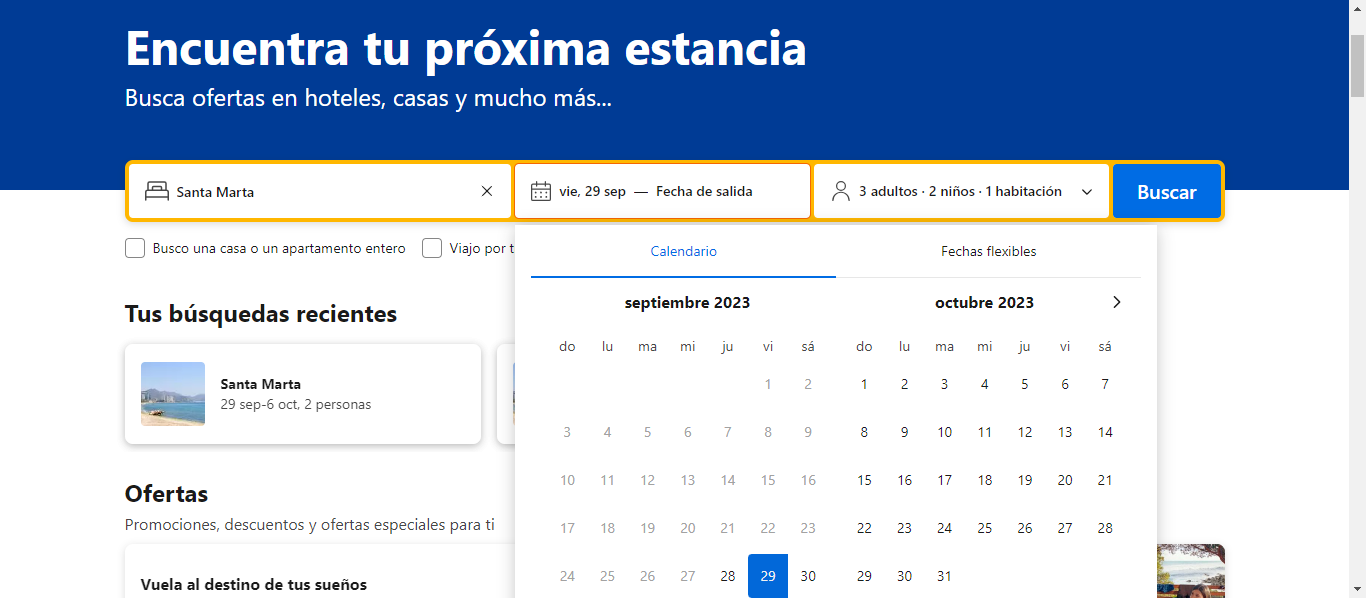 Encuentra tu próxima estancia
Busca ofertas en hoteles, casas y mucho más...
Santa Marta
vie, 29 sep — Fecha de salida
3 adultos · 2 niños · 1 habitación
Buscar
Busco una casa o un apartamento entero
Viajo por t
Calendario
Fechas flexibles
septiembre 2023
do lu ma mi ju vi sá
1 2
3 4 5 6 7 8 9
10 11 12 13 14 15 16
17 18 19 20 21 22 23
24 25 26 27 28 29 30
octubre 2023
do lu ma mi ju vi sá
1 2 3 4 5 6 7
8 9 10 11 12 13 14
15 16 17 18 19 20 21
22 23 24 25 26 27 28
29 30 31
Tus búsquedas recientes
Santa Marta
29 sep-6 oct, 2 personas
Ofertas
Promociones, descuentos y ofertas especiales para ti
Vuela al destino de tus sueños